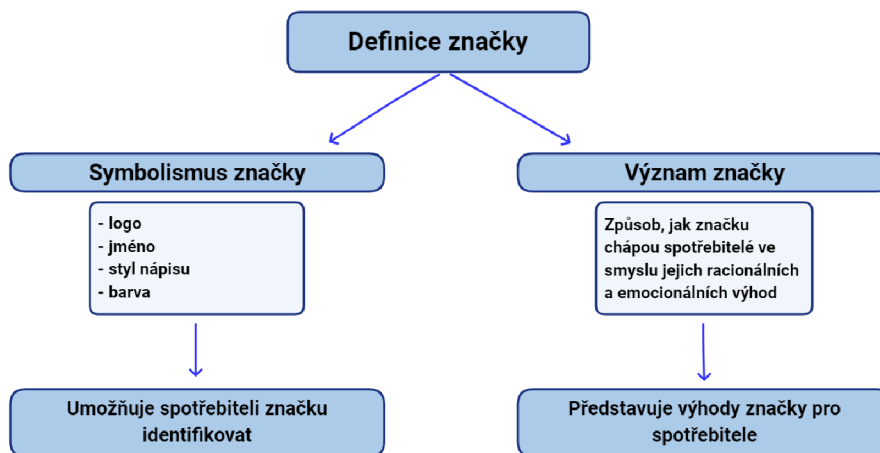 Definice značky
Symbolismus značky
- logo
- jméno
- styl nápisu
- barva
Umožňuje spotřebiteli značku
identifikovat
Význam značky
Způsob, jak značku
chápou spotřebitelé ve
smyslu jejich racionálních
a emocionálních výhod
Představuje výhody značky pro
spotřebitele